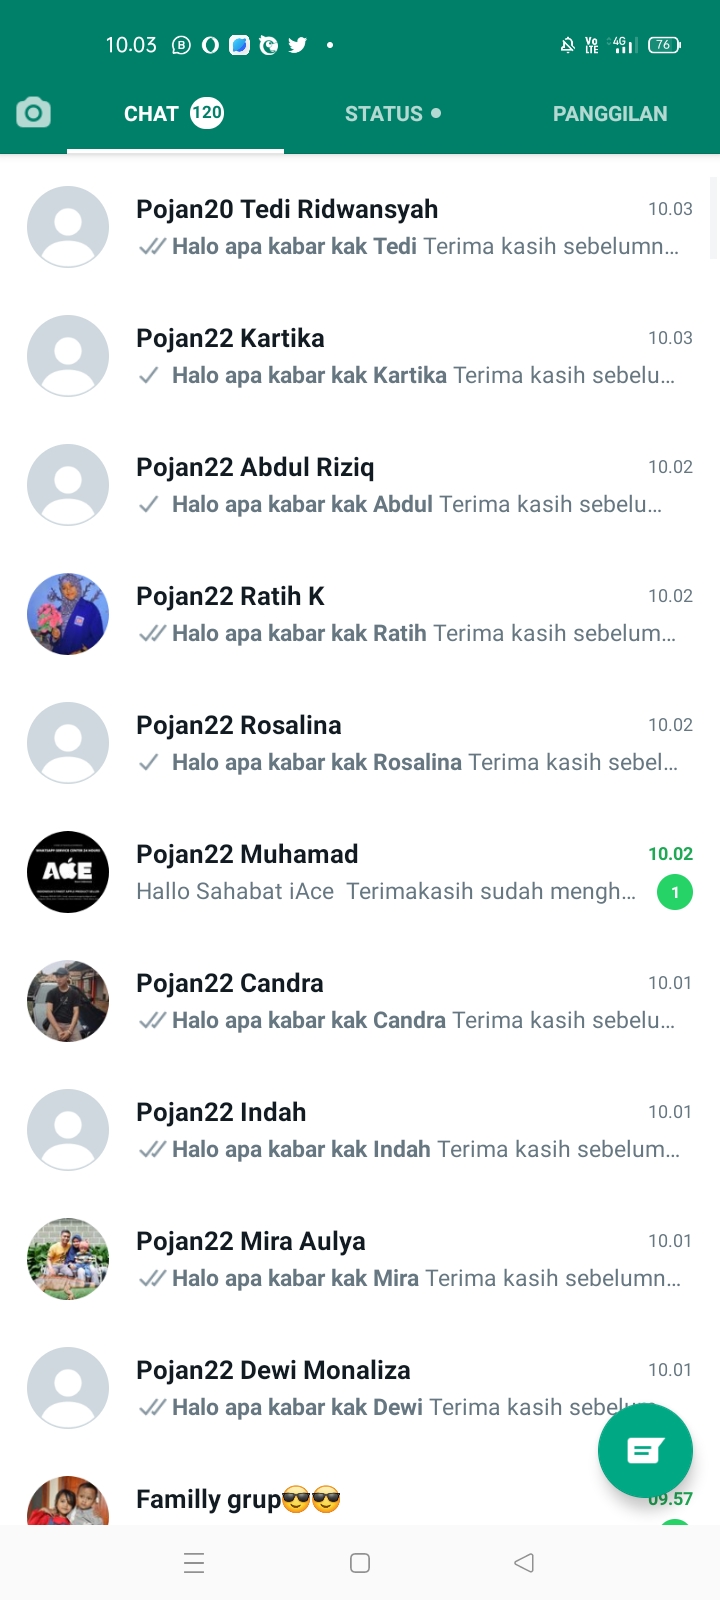 10.03 Vo LTE 4G 76
CHAT 120 STATUS PANGGILAN
Pojan20 Tedi Ridwansyah 10.03
Halo apa kabar kak Tedi Terima kasih sebelumn...
Pojan22 Kartika 10.03
Halo apa kabar kak Kartika Terima kasih sebelu...
Pojan22 Abdul Riziq 10.02
Halo apa kabar kak Abdul Terima kasih sebelu...
Pojan22 Ratih K 10.02
Halo apa kabar kak Ratih Terima kasih sebelum...
Pojan22 Rosalina 10.02
Halo apa kabar kak Rosalina Terima kasih sebel...
Pojan22 Muhamad 10.02
Hallo Sahabat iAce Terimakasih sudah mengh... 1
Pojan22 Candra 10.01
Halo apa kabar kak Candra Terima kasih sebelu...
Pojan22 Indah 10.01
Halo apa kabar kak Indah Terima kasih sebelum...
Pojan22 Mira Aulya 10.01
Halo apa kabar kak Mira Terima kasih sebelumn...
Pojan22 Dewi Monaliza 10.01
Halo apa kabar kak Dewi Terima kasih
Familly grup😎😎 09.57